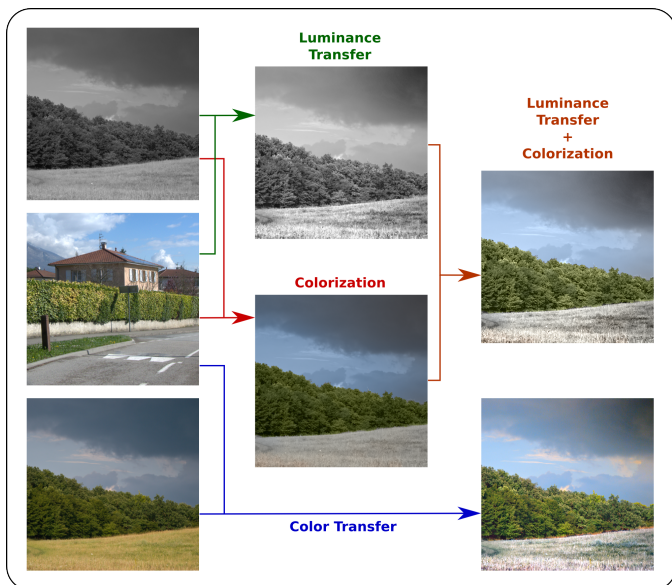 Luminance
Transfer
Luminance
Transfer
+
Colorization
Colorization
Color Transfer